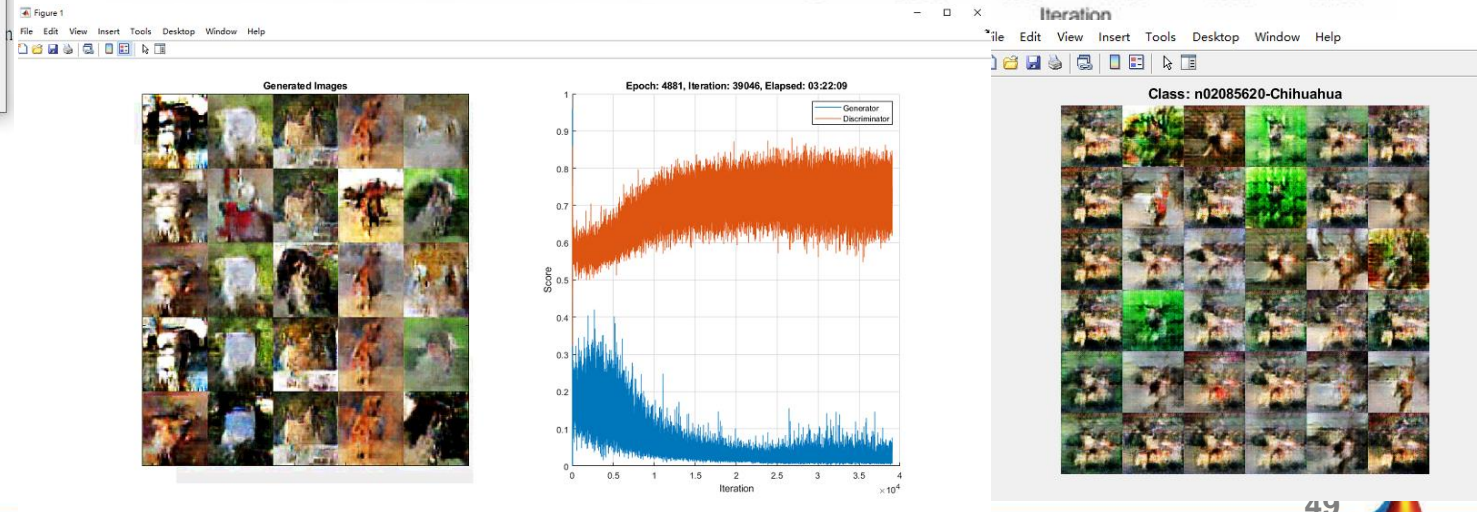 Figure 1
File Edit View Insert Tools Desktop Window Help
Generated Images
Epoch: 4881, Iteration: 39046, Elapsed: 03:22:09
Generator
Discriminator
Score
1
0.9
0.8
0.7
0.6
0.5
0.4
0.3
0.2
0.1
0
0 0.5 1 1.5 2 2.5 3 3.5 4
×10⁴
Iteration
Iteration
File Edit View Insert Tools Desktop Window Help
Class: n02085620-Chihuahua
49